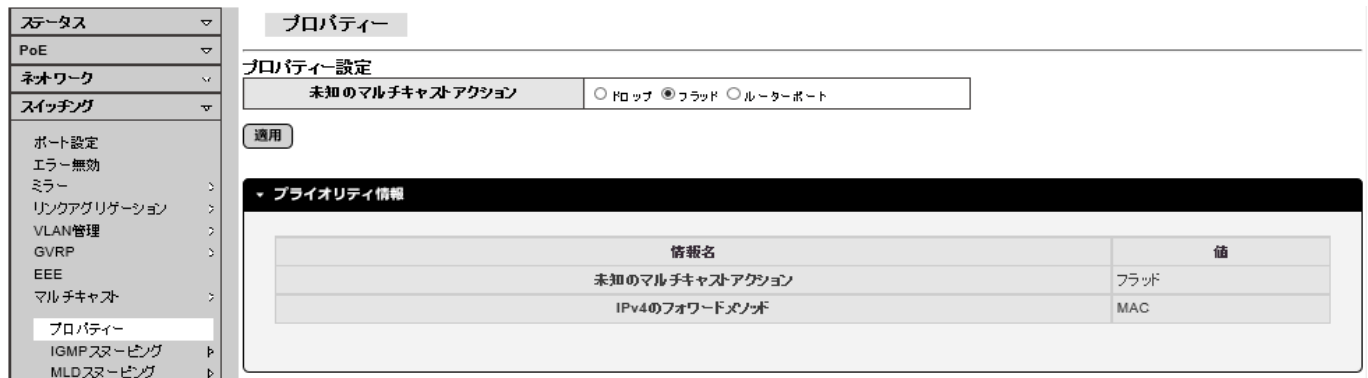 ステータス
PoE
ネットワーク
スイッチング
ポート設定
エラー無効
ミラー
リンクアグリゲーション
VLAN管理
GVRP
EEE
マルチキャスト
プロパティー
IGMPスヌーピング
MLDスヌーピング
プロパティー
プロパティー設定
未知のマルチキャストアクション ドロップ フラッド ルーターポート
適用
プライオリティ情報
情報名 値
未知のマルチキャストアクション フラッド
IPv4のフォワードメソッド MAC